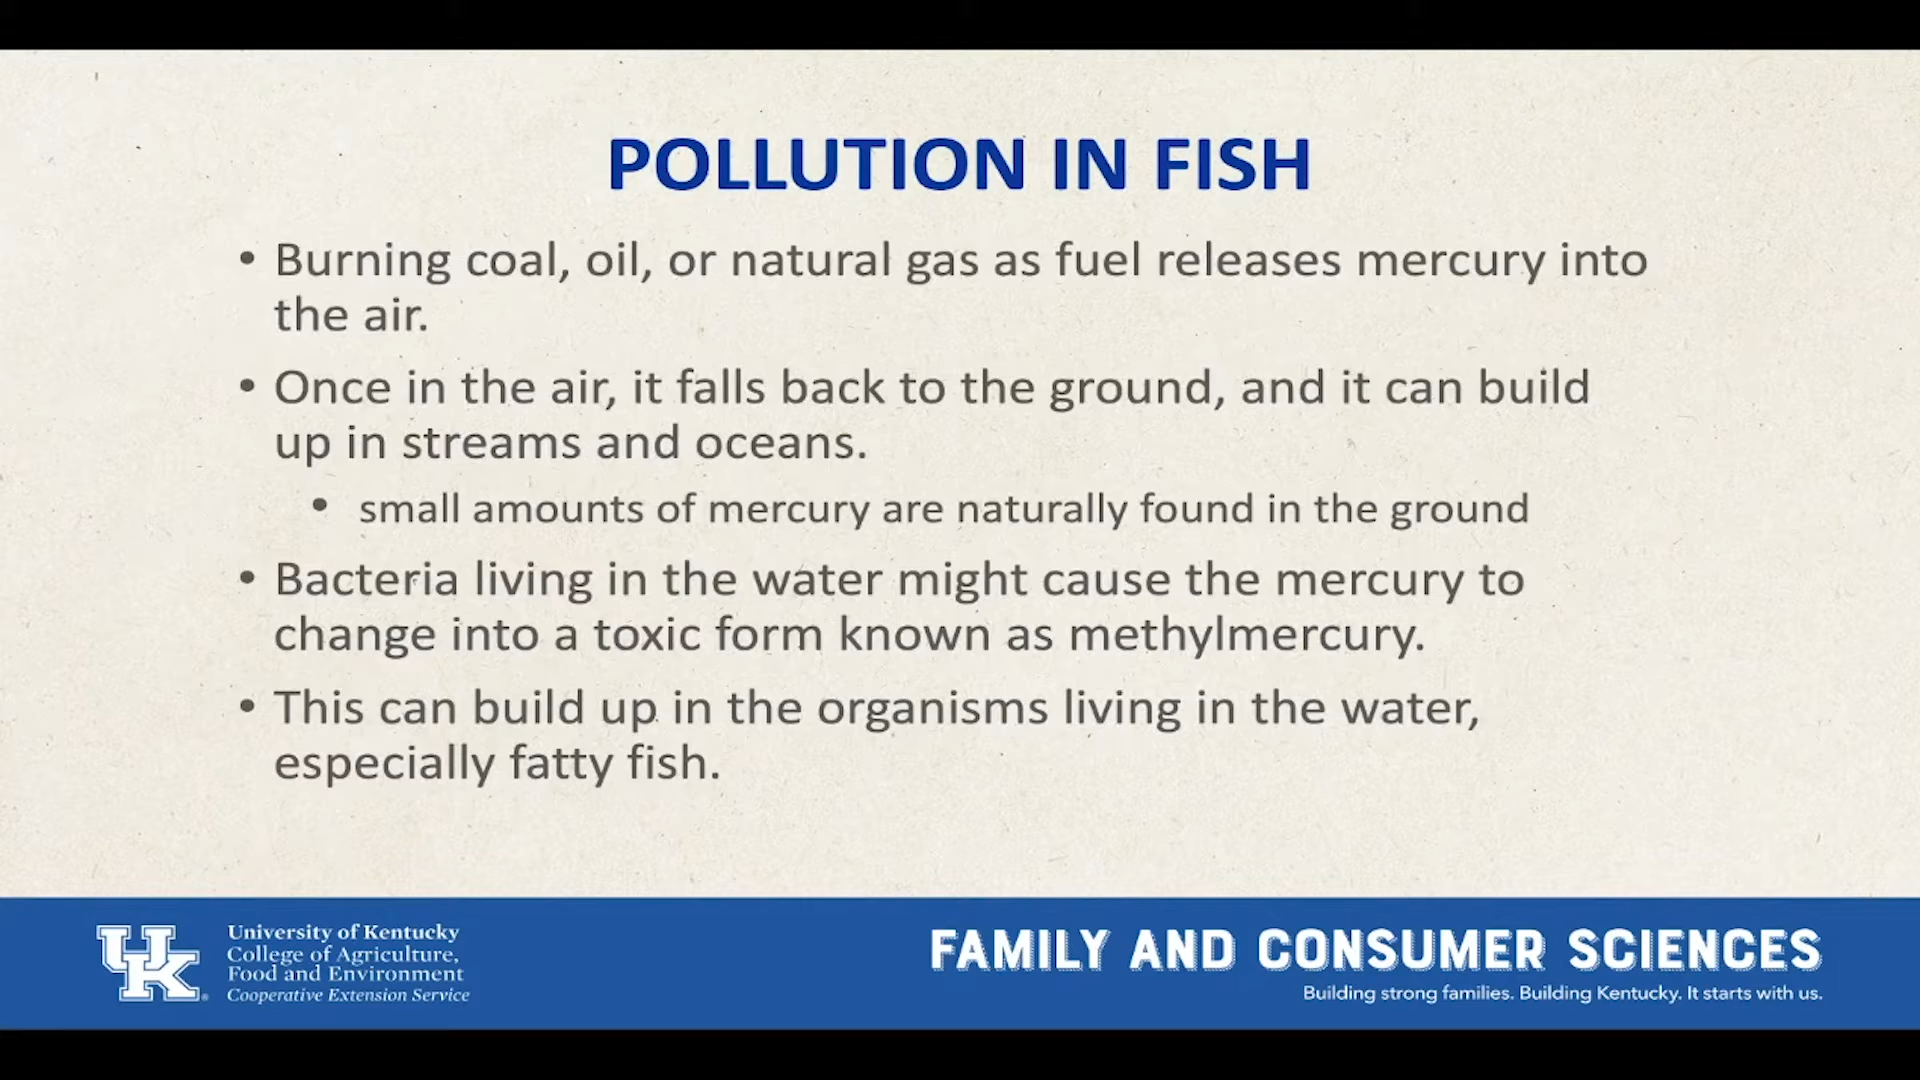 POLLUTION IN FISH
• Burning coal, oil, or natural gas as fuel releases mercury into
the air.
• Once in the air, it falls back to the ground, and it can build
up in streams and oceans.
• small amounts of mercury are naturally found in the ground
• Bacteria living in the water might cause the mercury to
change into a toxic form known as methylmercury.
• This can build up in the organisms living in the water,
especially fatty fish.
UK
University of Kentucky
College of Agriculture,
Food and Environment
Cooperative Extension Service
FAMILY AND CONSUMER SCIENCES
Building strong families. Building Kentucky. It starts with us.